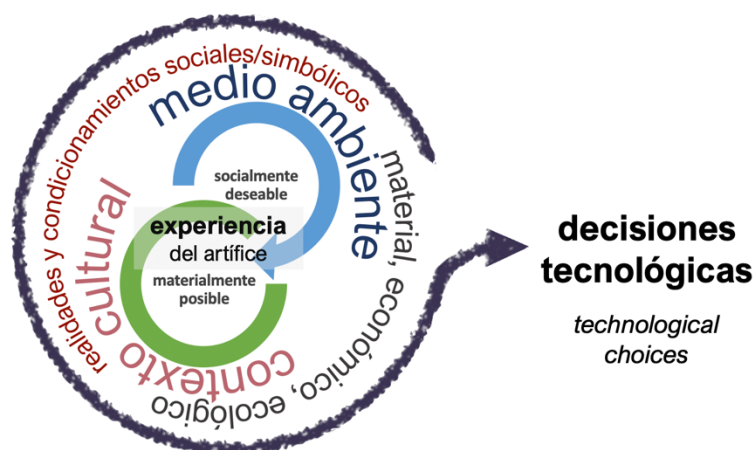 realidades y condicionamientos sociales/simbólicos
medio ambiente
material, económico, ecológico
contexto cultural
socialmente
deseable
experiencia
del artífice
materialmente
posible
decisiones
tecnológicas
technological
choices